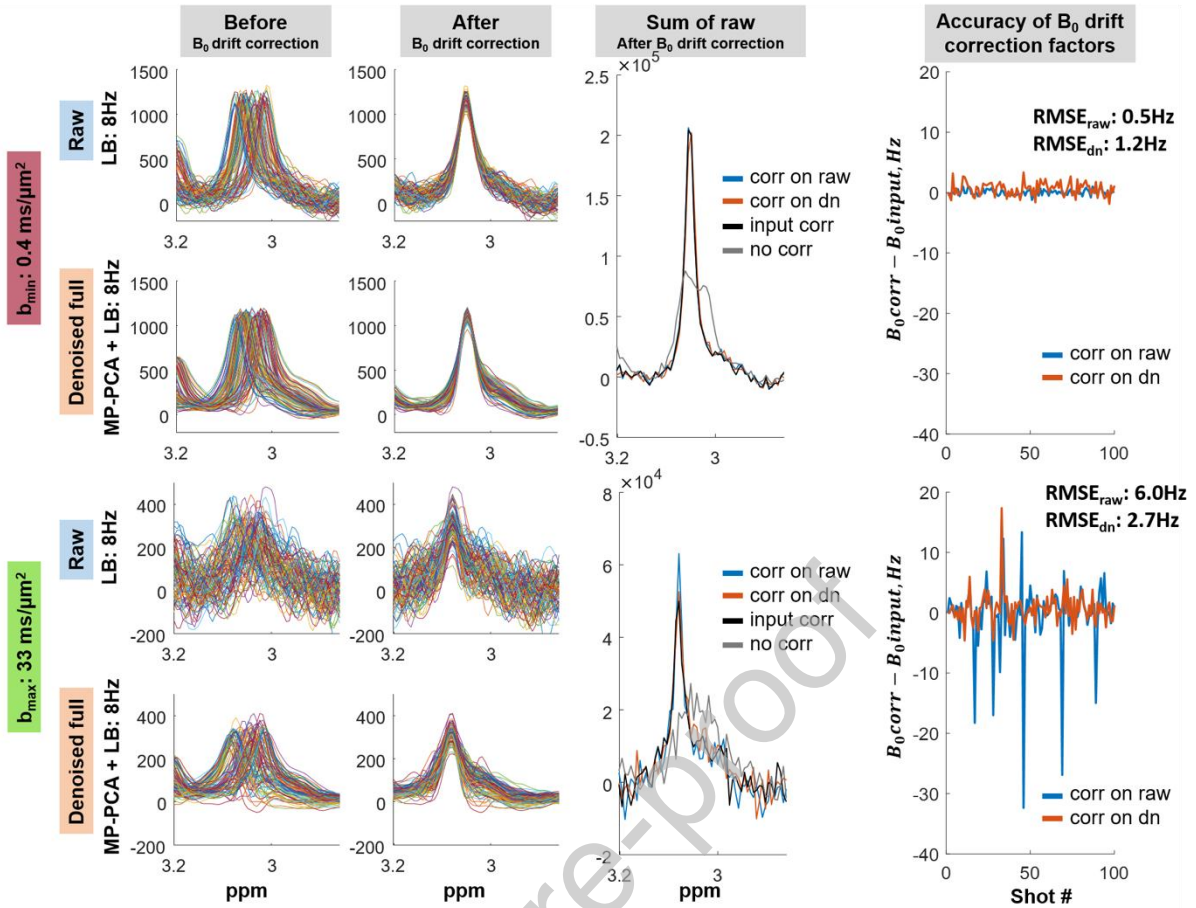 Before
B₀ drift correction
After
B₀ drift correction
Sum of raw
After B₀ drift correction
Accuracy of B₀ drift
correction factors
bmin: 0.4 ms/µm²
Raw
LB: 8Hz
1500
1000
500
0
3.2
3
1500
1000
500
0
3.2
3
Denoised full
MP-PCA + LB: 8Hz
1500
1000
500
0
3.2
3
1500
1000
500
0
3.2
3
×10⁵
2.5
2
1.5
1
0.5
0
-0.5
3.2
3
corr on raw
corr on dn
input corr
no corr
B₀corr − B₀input, Hz
20
10
0
-10
-20
-30
-40
0
50
100
RMSEraw: 0.5Hz
RMSEdn: 1.2Hz
corr on raw
corr on dn
bmax: 33 ms/µm²
Raw
LB: 8Hz
400
200
0
-200
3.2
3
400
200
0
-200
3.2
3
Denoised full
MP-PCA + LB: 8Hz
400
200
0
-200
3.2
3
ppm
400
200
0
-200
3.2
3
ppm
×10⁴
8
6
4
2
0
-2
3.2
3
ppm
corr on raw
corr on dn
input corr
no corr
B₀corr − B₀input, Hz
20
10
0
-10
-20
-30
-40
0
50
100
Shot #
RMSEraw: 6.0Hz
RMSEdn: 2.7Hz
corr on raw
corr on dn
re-proof